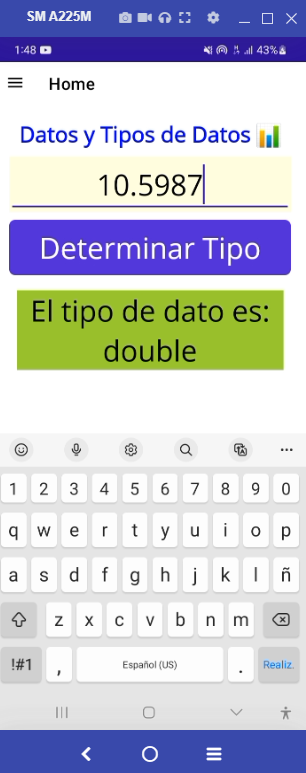 SM A225M
1:48
43%
Home
Datos y Tipos de Datos
10.5987
Determinar Tipo
El tipo de dato es:
double
1 2 3 4 5 6 7 8 9 0
q w e r t y u i o p
a s d f g h j k l ñ
z x c v b n m
!#1 , Español (US) . Realiz.